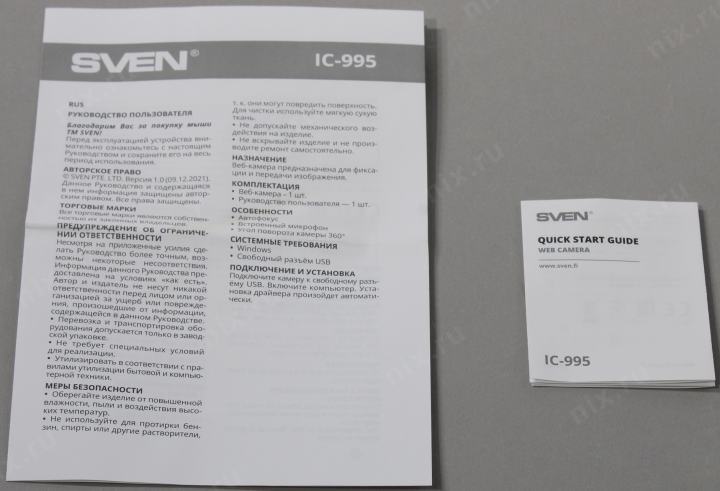 SVEN®
IC-995
RUS
РУКОВОДСТВО ПОЛЬЗОВАТЕЛЯ
Благодарим Вас за покупку мыши
ТМ SVEN!
Перед эксплуатацией устройства вни-
мательно ознакомьтесь с настоящим
Руководством и сохраните его на весь
период использования.
АВТОРСКОЕ ПРАВО
© SVEN PTE. LTD. Версия 1.0 (09.12.2021).
Данное Руководство и содержащаяся
в нем информация защищены автор-
ским правом. Все права защищены.
ТОРГОВЫЕ МАРКИ
Все торговые марки являются собствен-
ностью их законных владельцев.
ПРЕДУПРЕЖДЕНИЕ ОБ ОГРАНИЧЕ-
НИИ ОТВЕТСТВЕННОСТИ
Несмотря на приложенные усилия сде-
лать Руководство более точным, воз-
можны некоторые несоответствия.
Информация данного Руководства пре-
доставлена на условиях «как есть».
Автор и издатель не несут никакой
ответственности перед лицом или ор-
ганизацией за ущерб или поврежде-
ния, произошедшие от информации,
содержащейся в данном Руководстве.
• Перевозка и транспортировка обо-
рудования допускается только в завод-
ской упаковке.
• Не требует специальных условий
для реализации.
• Утилизировать в соответствии с пра-
вилами утилизации бытовой и компью-
терной техники.
МЕРЫ БЕЗОПАСНОСТИ
• Оберегайте изделие от повышенной
влажности, пыли и воздействия высо-
ких температур.
• Не используйте для протирки бен-
зин, спирты или другие растворители,
т. к. они могут повредить поверхность.
Для чистки используйте мягкую сухую
ткань.
• Не допускайте механического воз-
действия на изделие.
• Не вскрывайте изделие и не произ-
водите ремонт самостоятельно.
НАЗНАЧЕНИЕ
Веб-камера предназначена для фикса-
ции и передачи изображения.
КОМПЛЕКТАЦИЯ
• Веб-камера – 1 шт.
• Руководство пользователя — 1 шт.
ОСОБЕННОСТИ
• Автофокус
• Встроенный микрофон
• Угол поворота камеры 360°
СИСТЕМНЫЕ ТРЕБОВАНИЯ
• Windows
• Свободный разъём USB
ПОДКЛЮЧЕНИЕ И УСТАНОВКА
Подключите камеру к свободному разъ-
ему USB. Включите компьютер. Уста-
новка драйвера произойдет автомати-
чески.
SVEN®
QUICK START GUIDE
WEB CAMERA
www.sven.fi
IC-995
nix.ru